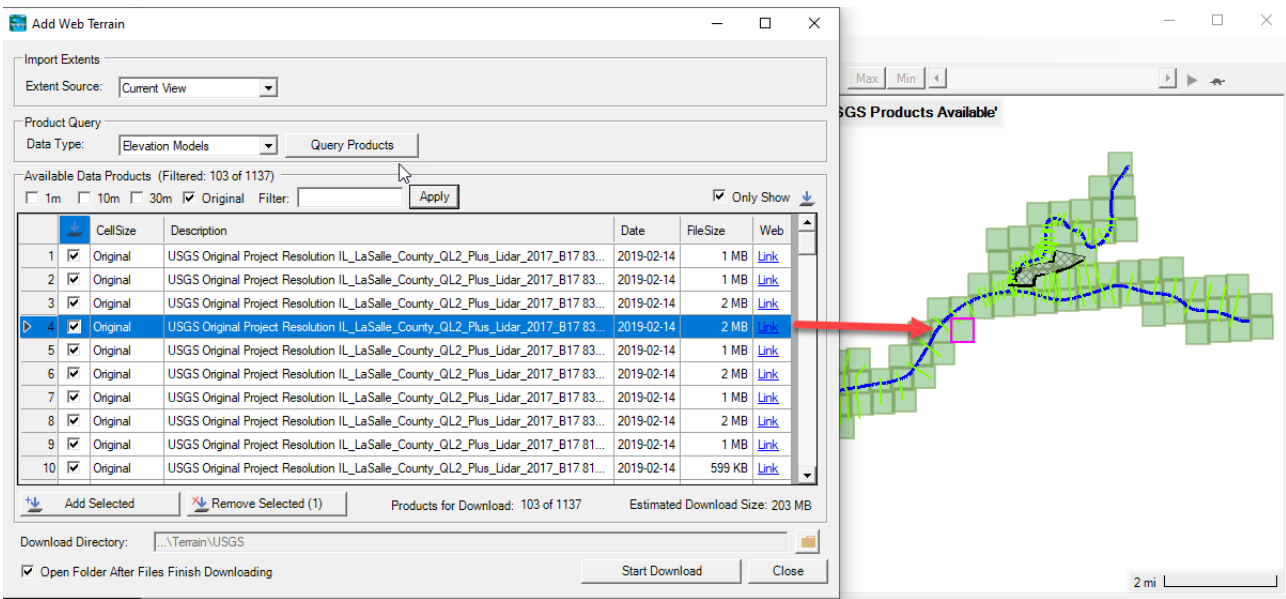 Add Web Terrain
Import Extents
Extent Source: Current View
Max Min
SGS Products Available'
Product Query
Data Type: Elevation Models Query Products
Available Data Products (Filtered: 103 of 1137)
1m 10m 30m Original Filter: Apply Only Show
CellSize Description Date FileSize Web
1 Original USGS Original Project Resolution IL_LaSalle_County_QL2_Plus_Lidar_2017_B17 83... 2019-02-14 1 MB Link
2 Original USGS Original Project Resolution IL_LaSalle_County_QL2_Plus_Lidar_2017_B17 83... 2019-02-14 1 MB Link
3 Original USGS Original Project Resolution IL_LaSalle_County_QL2_Plus_Lidar_2017_B17 83... 2019-02-14 2 MB Link
4 Original USGS Original Project Resolution IL_LaSalle_County_QL2_Plus_Lidar_2017_B17 83... 2019-02-14 2 MB Link
5 Original USGS Original Project Resolution IL_LaSalle_County_QL2_Plus_Lidar_2017_B17 83... 2019-02-14 1 MB Link
6 Original USGS Original Project Resolution IL_LaSalle_County_QL2_Plus_Lidar_2017_B17 83... 2019-02-14 2 MB Link
7 Original USGS Original Project Resolution IL_LaSalle_County_QL2_Plus_Lidar_2017_B17 83... 2019-02-14 1 MB Link
8 Original USGS Original Project Resolution IL_LaSalle_County_QL2_Plus_Lidar_2017_B17 83... 2019-02-14 2 MB Link
9 Original USGS Original Project Resolution IL_LaSalle_County_QL2_Plus_Lidar_2017_B17 81... 2019-02-14 1 MB Link
10 Original USGS Original Project Resolution IL_LaSalle_County_QL2_Plus_Lidar_2017_B17 81... 2019-02-14 599 KB Link
Add Selected Remove Selected (1) Products for Download: 103 of 1137 Estimated Download Size: 203 MB
Download Directory: ...\Terrain\USGS
Open Folder After Files Finish Downloading Start Download Close
2 mi